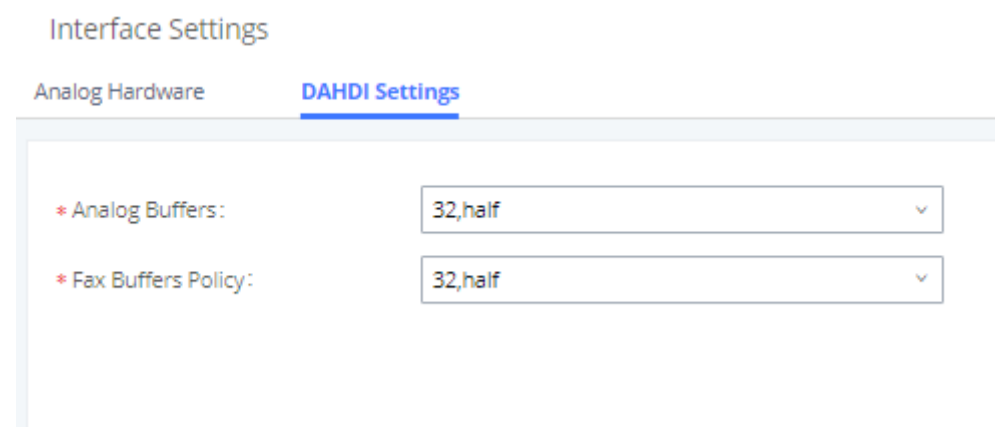 Interface Settings
Analog Hardware DAHDI Settings
* Analog Buffers: 32,half
* Fax Buffers Policy: 32,half